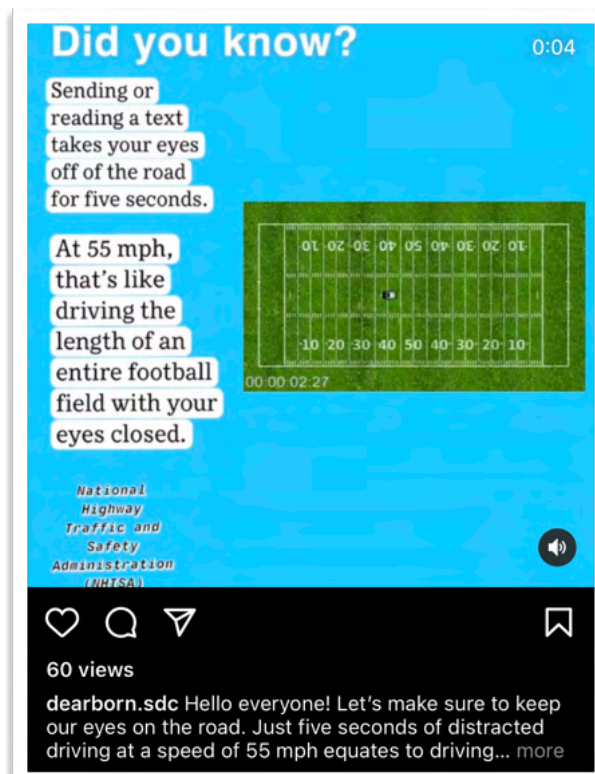 Did you know?
0:04
Sending or
reading a text
takes your eyes
off of the road
for five seconds.
At 55 mph,
that's like
driving the
length of an
entire football
field with your
eyes closed.
10 20 30 40 50 40 30 20 10
10 20 30 40 50 40 30 20 10
00:00:02:27
National
Highway
Traffic and
Safety
Administration
(NHTSA)
60 views
dearborn.sdc Hello everyone! Let's make sure to keep
our eyes on the road. Just five seconds of distracted
driving at a speed of 55 mph equates to driving... more